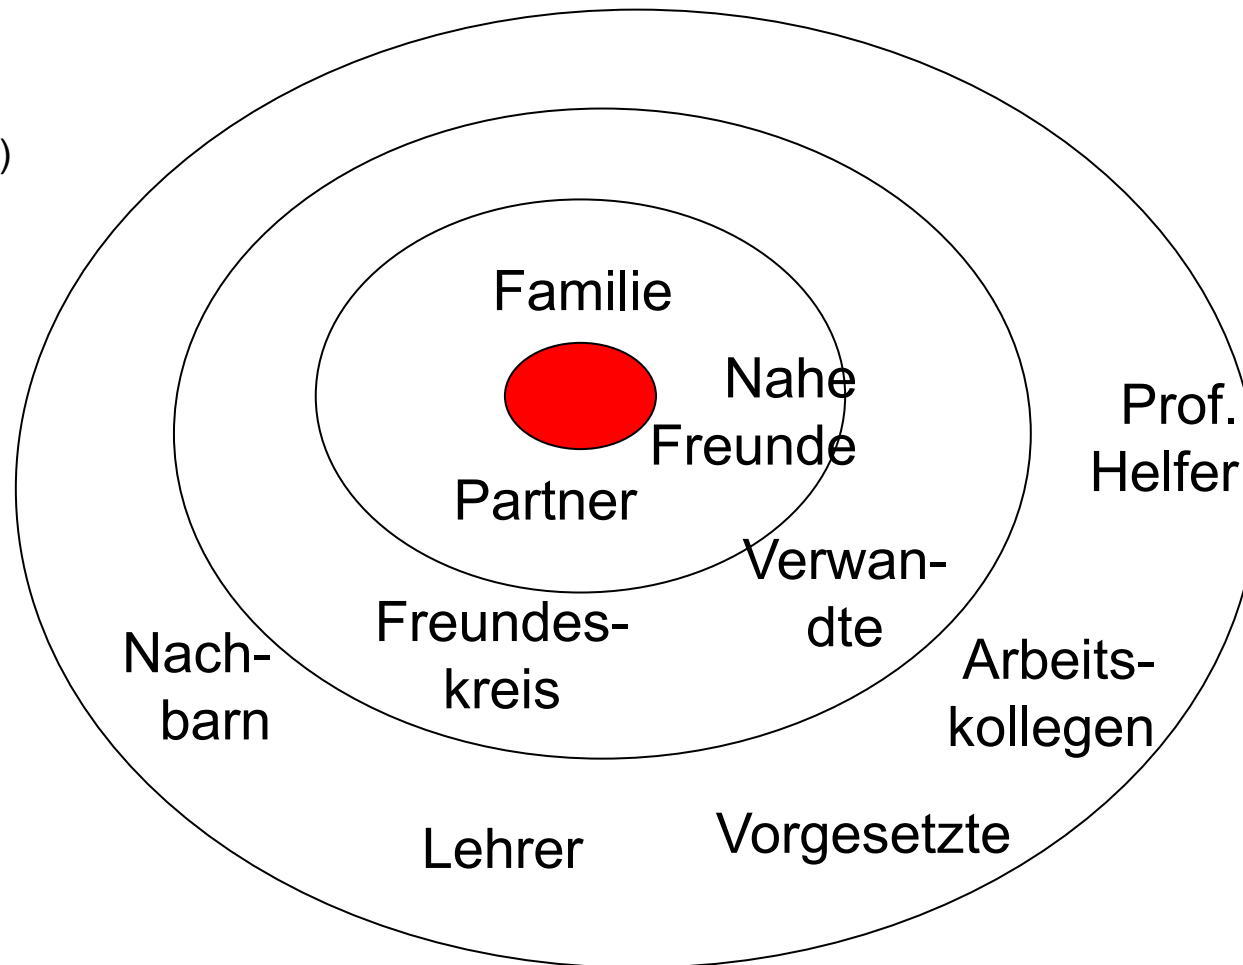 )
Familie
Nahe
Freunde
Prof.
Helfer
Partner
Verwan-
dte
Freundes-
kreis
Nach-
barn
Arbeits-
kollegen
Lehrer
Vorgesetzte